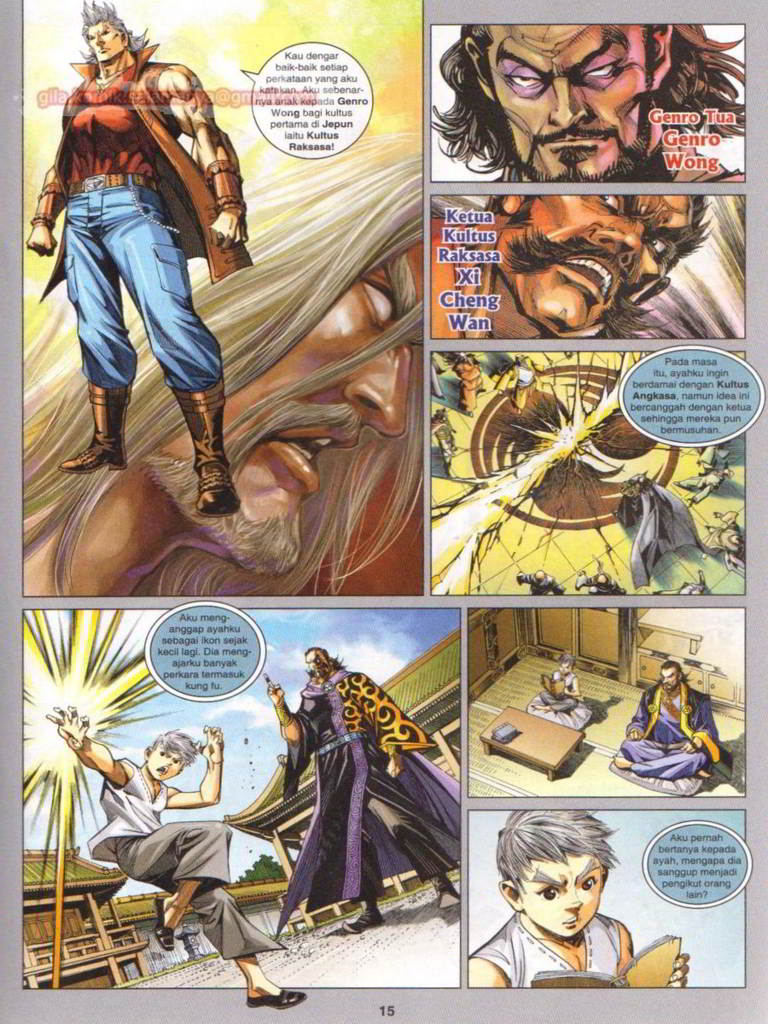 Kau dengar
baik-baik setiap
perkataan yang aku
katakan. Aku sebenar-
nya anak kepada Genro
Wong bagi kultus
pertama di Jepun
iaitu Kultus
Raksasa!
Genro Tua
Genro
Wong
Ketua
Kultus
Raksasa
Xi
Cheng
Wan
Pada masa
itu, ayahku ingin
berdamai dengan Kultus
Angkasa, namun idea ini
bercanggah dengan ketua
sehingga mereka pun
bermusuhan.
Aku meng-
anggap ayahku
sebagai ikon sejak
kecil lagi. Dia meng-
ajarku banyak
perkara termasuk
kung fu.
Aku pernah
bertanya kepada
ayah, mengapa dia
sanggup menjadi
pengikut orang
lain?
15